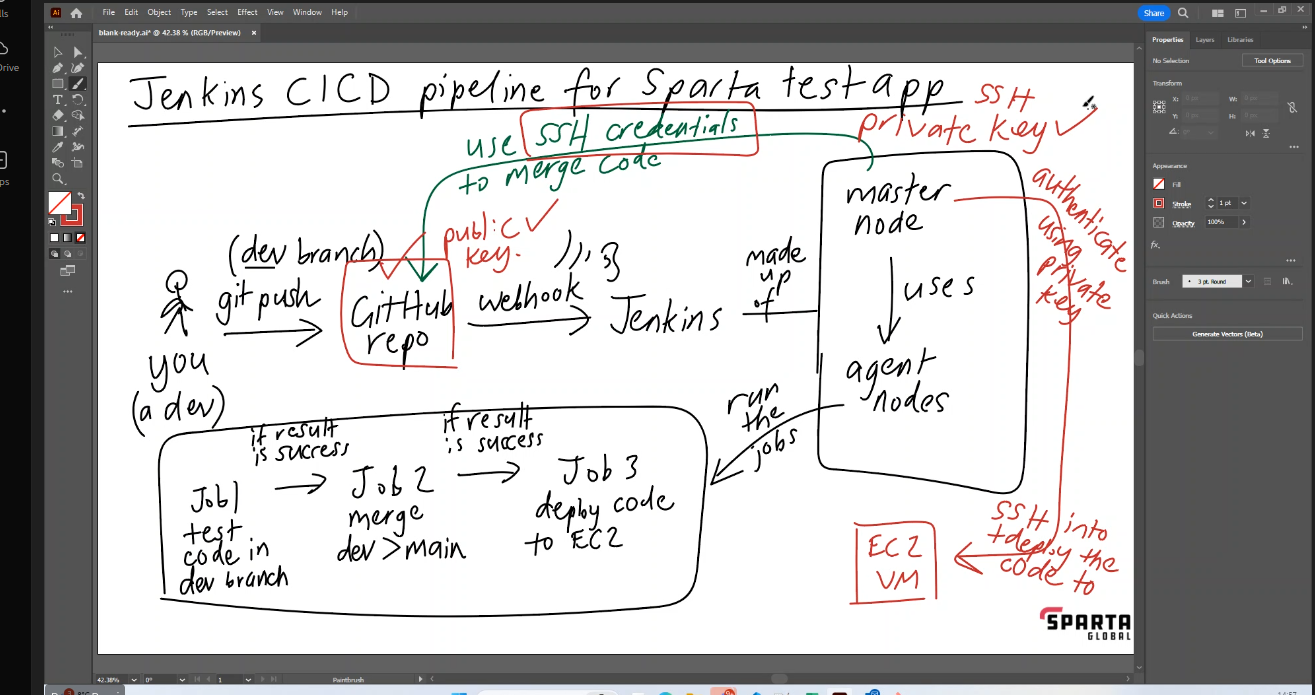 File Edit Object Type Select Effect View Window Help
Share
blank-ready.ai* @ 42.38 % (RGB/Preview) ×
Properties Layers Libraries
No Selection
Tool Options
Transform
X:
W:
Y:
H:
Appearance
Fill
Stroke
1 pt
Opacity
100%
fx.
Brush
3 pt. Round
Quick Actions
Generate Vectors (Beta)
Drive
Jenkins CICD pipeline for Sparta test app
SSH
private key
use SSH credentials
to merge code
master
node
authenticate
using
private
key
public
key.
(dev branch)
git push
GitHub
repo
webhook
1, 2, 3
Jenkins
made
up
of
uses
agent
nodes
you
(a dev)
run
the
jobs
if result
is success
if result
is success
Job 1
test
code in
dev branch
Job 2
merge
dev > main
Job 3
deploy code
to EC2
SSH into
+ deploy the
code to
EC2
VM
SPARTA
GLOBAL
42.38%
0°
1
Paintbrush